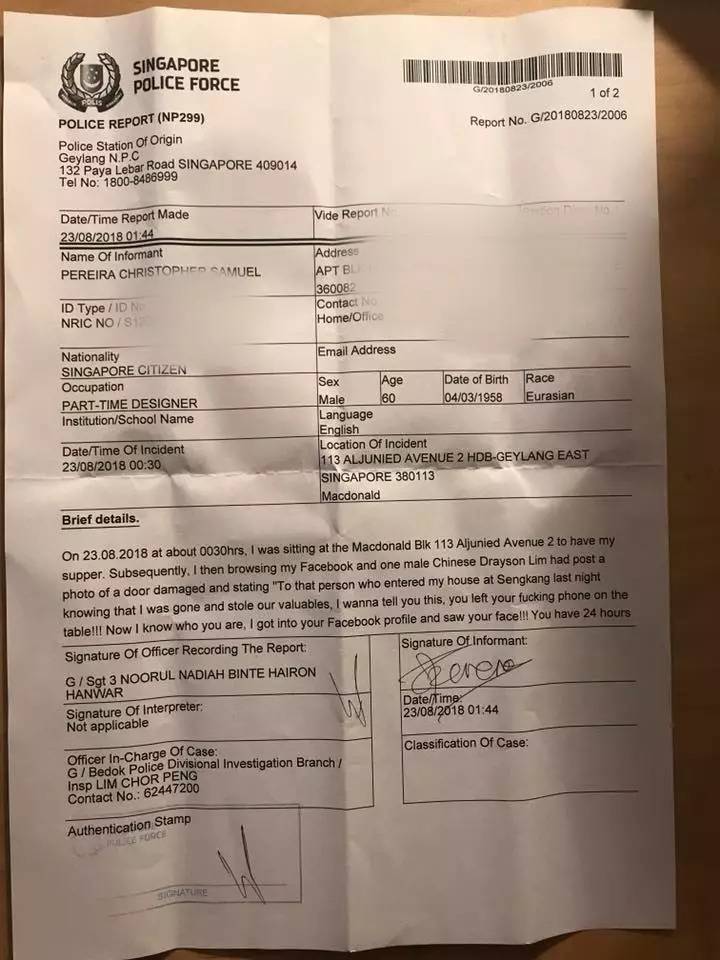 SINGAPORE
POLICE FORCE
POLIS
G/20180823/2006
1 of 2
POLICE REPORT (NP299)
Report No. G/20180823/2006
Police Station Of Origin
Geylang N.P.C
132 Paya Lebar Road SINGAPORE 409014
Tel No: 1800-8486999
Date/Time Report Made
Vide Report No.
23/08/2018 01:44
Name Of Informant
Address
PEREIRA CHRISTOPHER SAMUEL
APT
360082
ID Type / ID No
Contact No
NRIC NO /
Home/Office
Nationality
Email Address
SINGAPORE CITIZEN
Occupation
Sex Age Date of Birth Race
PART-TIME DESIGNER
Male 60 04/03/1958 Eurasian
Institution/School Name
Language
English
Date/Time Of Incident
Location Of Incident
23/08/2018 00:30
113 ALJUNIED AVENUE 2 HDB-GEYLANG EAST
SINGAPORE 380113
Macdonald
Brief details.
On 23.08.2018 at about 0030hrs, I was sitting at the Macdonald Blk 113 Aljunied Avenue 2 to have my
supper. Subsequently, I then browsing my Facebook and one male Chinese Drayson Lim had post a
photo of a door damaged and stating "To that person who entered my house at Sengkang last night
knowing that I was gone and stole our valuables, I wanna tell you this, you left your fucking phone on the
table!!! Now I know who you are, I got into your Facebook profile and saw your face!!! You have 24 hours
Signature Of Officer Recording The Report:
Signature Of Informant:
G / Sgt 3 NOORUL NADIAH BINTE HAIRON
HANWAR
Signature Of Interpreter:
Not applicable
Date/Time:
23/08/2018 01:44
Officer In-Charge Of Case:
G / Bedok Police Divisional Investigation Branch /
Insp LIM CHOR PENG
Contact No.: 62447200
Classification Of Case:
Authentication Stamp
POLICE FORCE
SIGNATURE